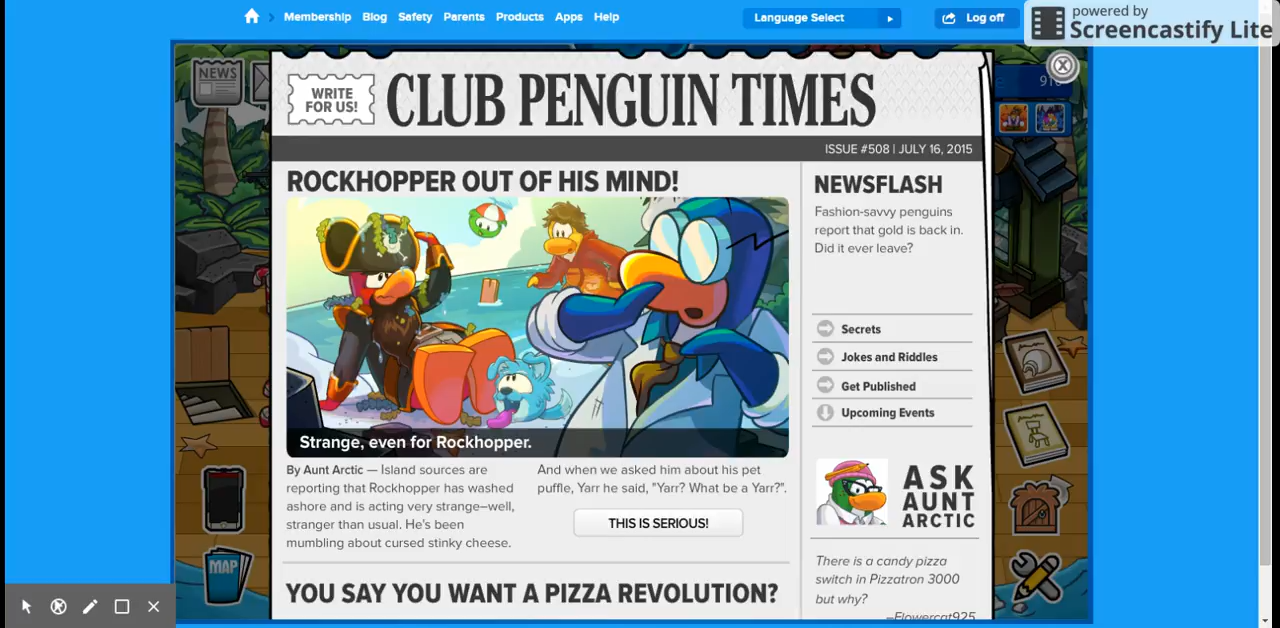 Membership Blog Safety Parents Products Apps Help
Language Select
Log off
powered by
Screencastify Lite
NEWS
WRITE
FOR US!
CLUB PENGUIN TIMES
ISSUE #508 | JULY 16, 2015
ROCKHOPPER OUT OF HIS MIND!
Strange, even for Rockhopper.
By Aunt Arctic — Island sources are
reporting that Rockhopper has washed
ashore and is acting very strange–well,
stranger than usual. He's been
mumbling about cursed stinky cheese.
And when we asked him about his pet
puffle, Yarr he said, "Yarr? What be a Yarr?".
THIS IS SERIOUS!
YOU SAY YOU WANT A PIZZA REVOLUTION?
NEWSFLASH
Fashion-savvy penguins
report that gold is back in.
Did it ever leave?
Secrets
Jokes and Riddles
Get Published
Upcoming Events
ASK
AUNT
ARCTIC
There is a candy pizza
switch in Pizzatron 3000
but why?
–Flowercat925
MAP